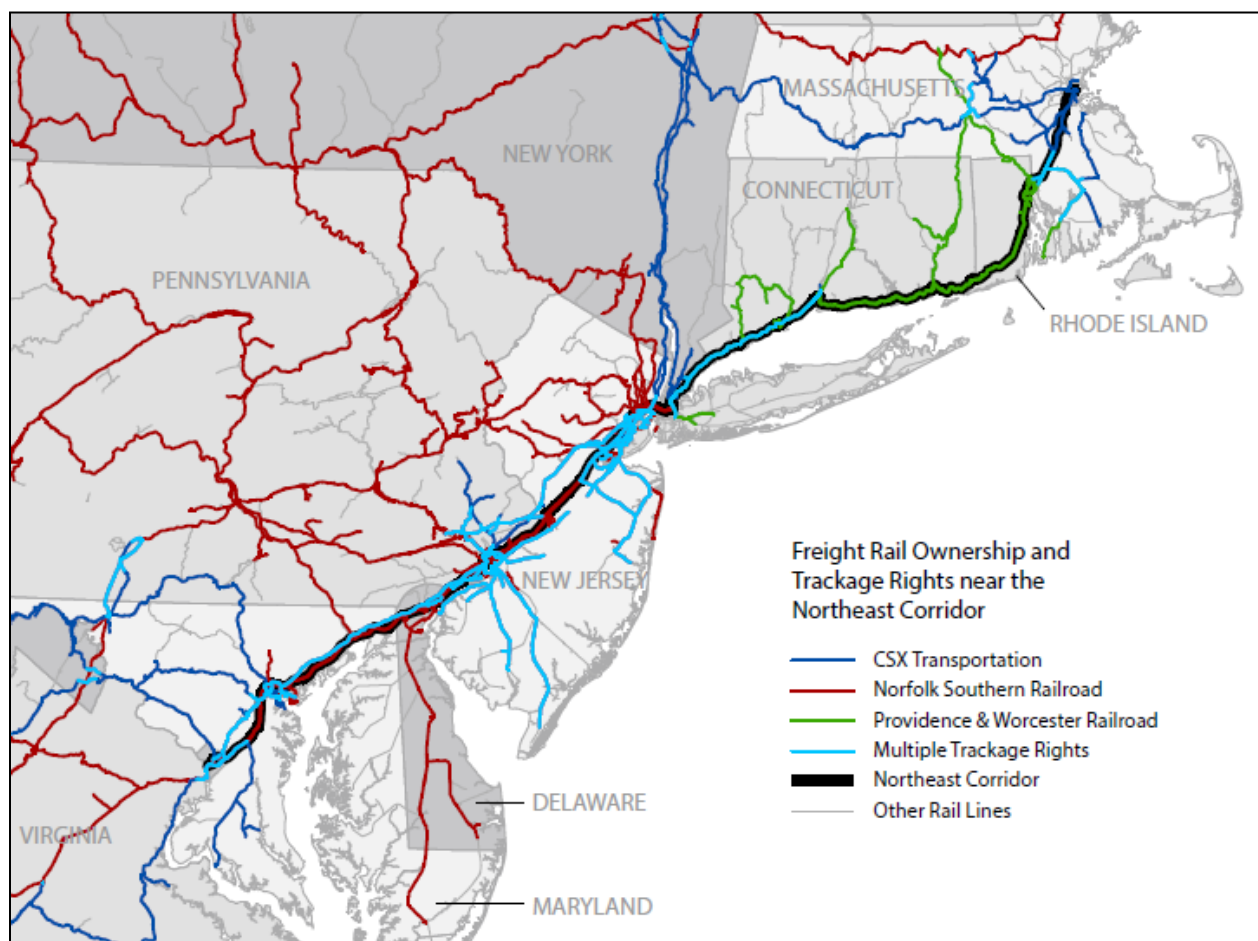 MASSACHUSETTS
NEW YORK
CONNECTICUT
PENNSYLVANIA
RHODE ISLAND
Freight Rail Ownership and
Trackage Rights near the
Northeast Corridor
NEW JERSEY
CSX Transportation
Norfolk Southern Railroad
Providence & Worcester Railroad
Multiple Trackage Rights
Northeast Corridor
Other Rail Lines
DELAWARE
VIRGINIA
MARYLAND